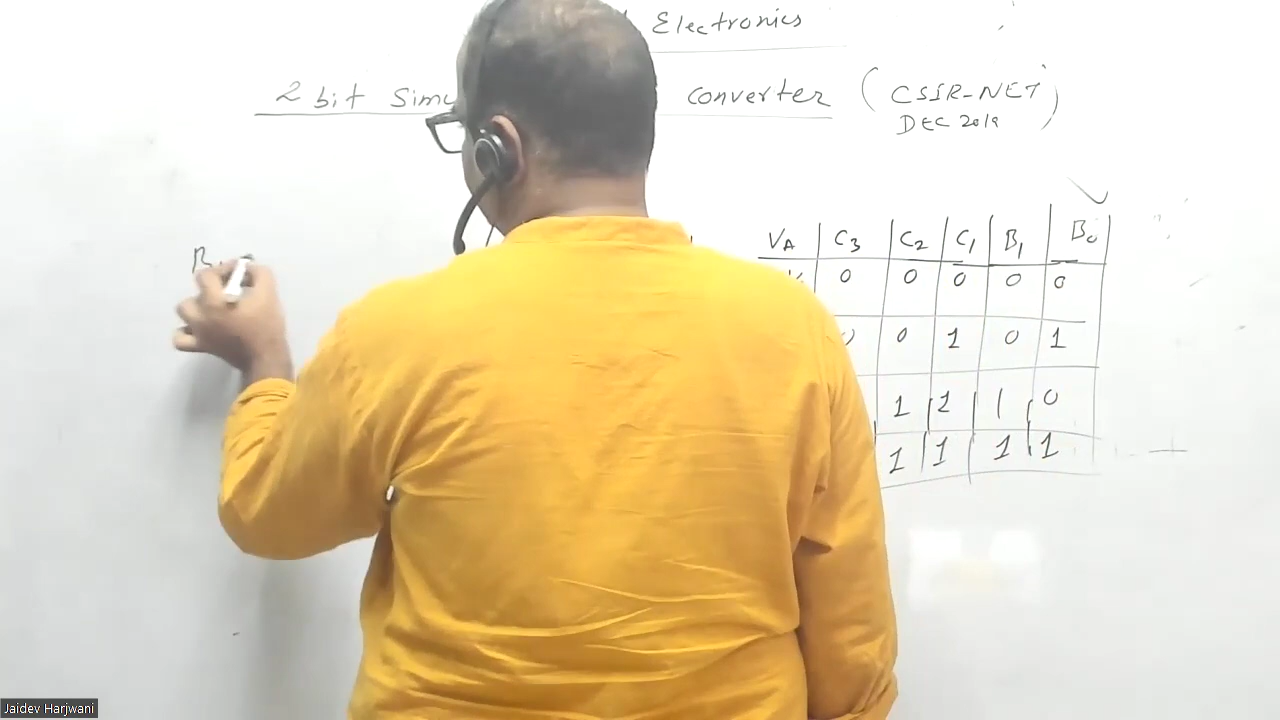 Electronics
2 bit Simu converter (CSIR-NET)
DEC 2019
VA C3 C2 C1 B1 B0
0 0 0 0 0
0 0 1 0 1
1 1 1 0
1 1 1 1
Jaidev Harjwani